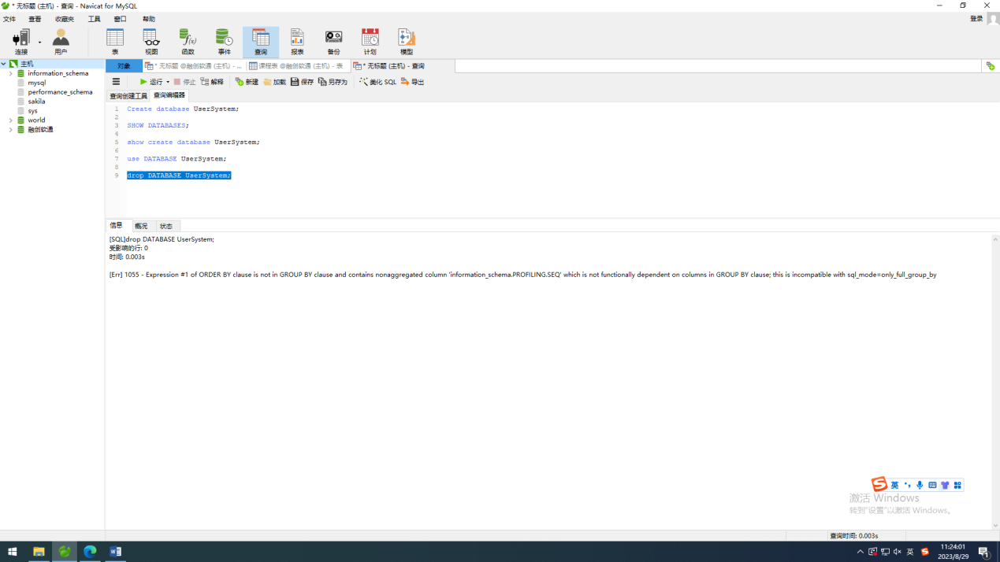 * 无标题 (主机) - 查询 - Navicat for MySQL
文件 查看 收藏夹 工具 窗口 帮助
登录
连接 用户 表 视图 函数 事件 查询 报表 备份 计划 模型
主机
information_schema
mysql
performance_schema
sakila
sys
world
融创软通
对象 * 无标题 @融创软通 (主机) - ... 课程表 @融创软通 (主机) - 表 * 无标题 (主机) - 查询
运行 停止 解释 新建 加载 保存 另存为 美化 SQL 导出
查询创建工具 查询编辑器
1 Create database UserSystem;
2
3 SHOW DATABASES;
4
5 show create database UserSystem;
6
7 use DATABASE UserSystem;
8
9 drop DATABASE UserSystem;
信息 概况 状态
[SQL]drop DATABASE UserSystem;
受影响的行: 0
时间: 0.003s
[Err] 1055 - Expression #1 of ORDER BY clause is not in GROUP BY clause and contains nonaggregated column 'information_schema.PROFILING.SEQ' which is not functionally dependent on columns in GROUP BY clause; this is incompatible with sql_mode=only_full_group_by
S 英
激活 Windows
转到"设置"以激活 Windows。
查询时间: 0.003s
英 S
11:24:01
2023/8/29
1